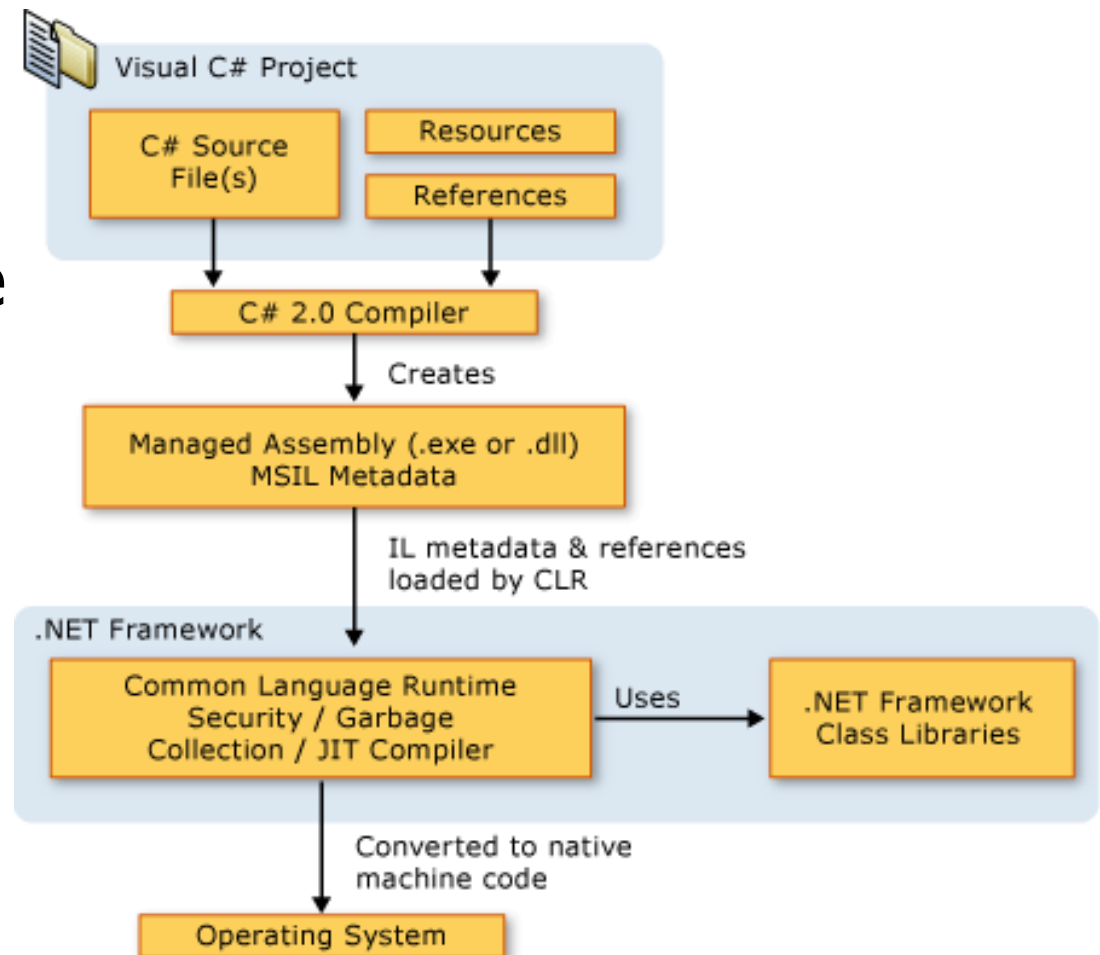 Visual C# Project
C# Source
File(s)
Resources
References
e
C# 2.0 Compiler
Creates
Managed Assembly (.exe or .dll)
MSIL Metadata
IL metadata & references
loaded by CLR
.NET Framework
Common Language Runtime
Security / Garbage
Collection / JIT Compiler
Uses
.NET Framework
Class Libraries
Converted to native
machine code
Operating System